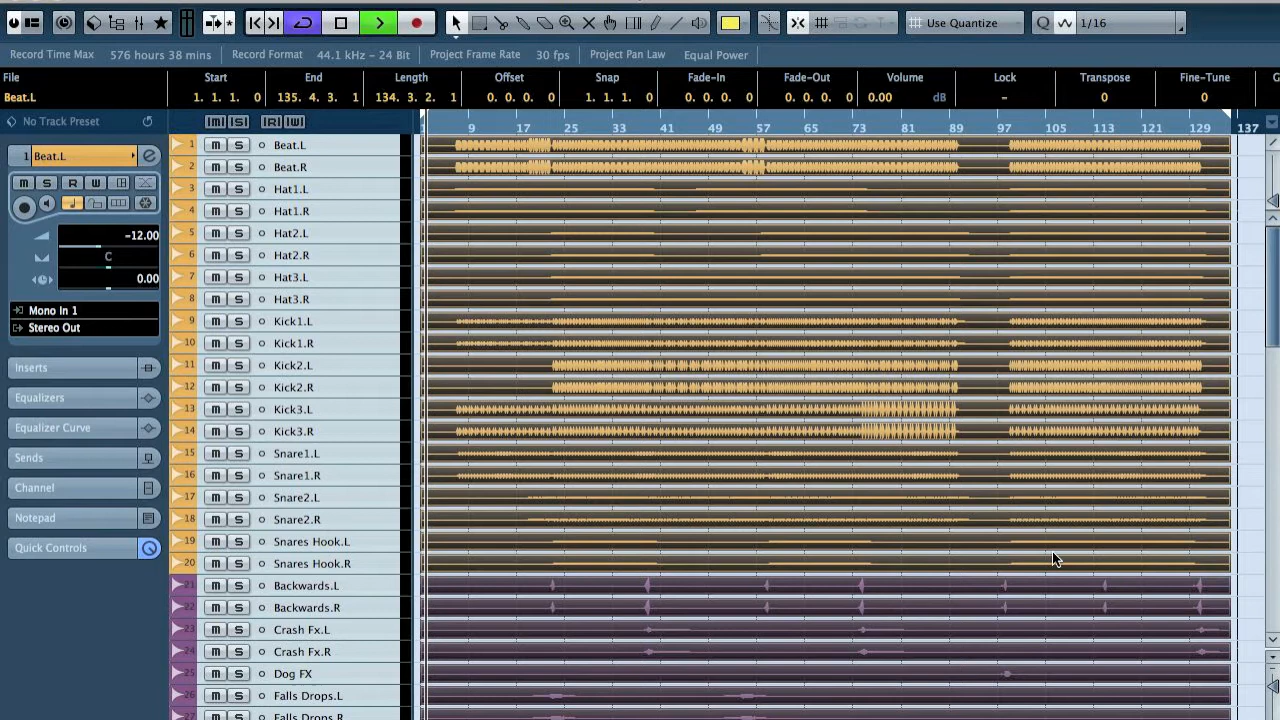 Use Quantize
Q
1/16
Record Time Max 576 hours 38 mins Record Format 44.1 kHz - 24 Bit Project Frame Rate 30 fps Project Pan Law Equal Power
File Start End Length Offset Snap Fade-In Fade-Out Volume Lock Transpose Fine-Tune G
Beat.L 1. 1. 1. 0 135. 4. 3. 1 134. 3. 2. 1 0. 0. 0. 0 1. 1. 1. 0 0. 0. 0. 0 0. 0. 0. 0 0.00 dB - 0 0
No Track Preset
M S R W
1 9 17 25 33 41 49 57 65 73 81 89 97 105 113 121 129 137
1 Beat.L
m S R W
-12.00
C
0.00
Mono In 1
Stereo Out
Inserts
Equalizers
Equalizer Curve
Sends
Channel
Notepad
Quick Controls
1 m S Beat.L
2 m S Beat.R
3 m S Hat1.L
4 m S Hat1.R
5 m S Hat2.L
6 m S Hat2.R
7 m S Hat3.L
8 m S Hat3.R
9 m S Kick1.L
10 m S Kick1.R
11 m S Kick2.L
12 m S Kick2.R
13 m S Kick3.L
14 m S Kick3.R
15 m S Snare1.L
16 m S Snare1.R
17 m S Snare2.L
18 m S Snare2.R
19 m S Snares Hook.L
20 m S Snares Hook.R
21 m S Backwards.L
22 m S Backwards.R
23 m S Crash Fx.L
24 m S Crash Fx.R
25 m S Dog FX
26 m S Falls Drops.L
27 m S Falls Drops.R